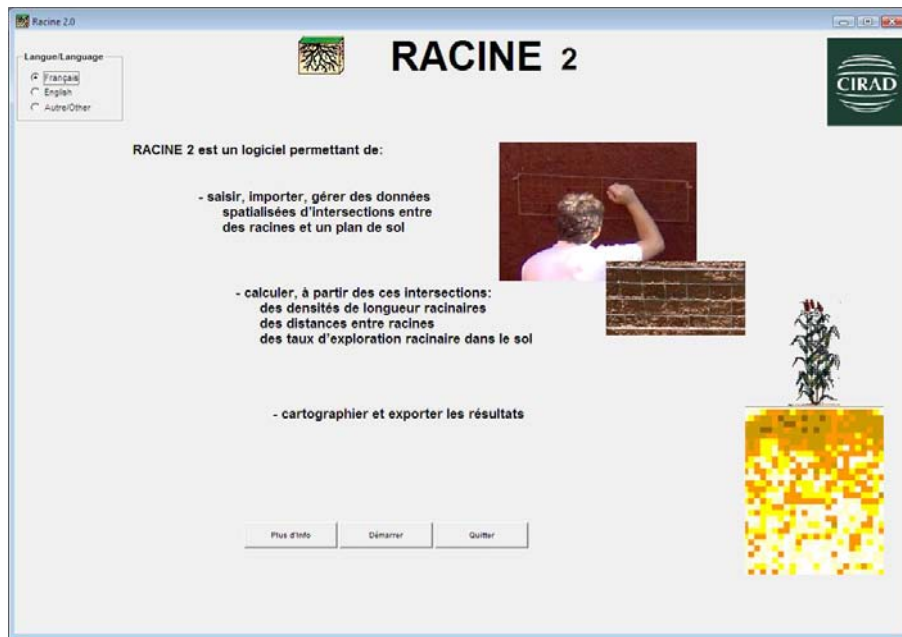 Racine 2.0
Langue/Language
Français
English
Autre/Other
RACINE 2
CIRAD
RACINE 2 est un logiciel permettant de:
- saisir, importer, gérer des données
spatialisées d'intersections entre
des racines et un plan de sol
- calculer, à partir des ces intersections:
des densités de longueur racinaires
des distances entre racines
des taux d'exploration racinaire dans le sol
- cartographier et exporter les résultats
Plus d'Info
Démarrer
Quitter